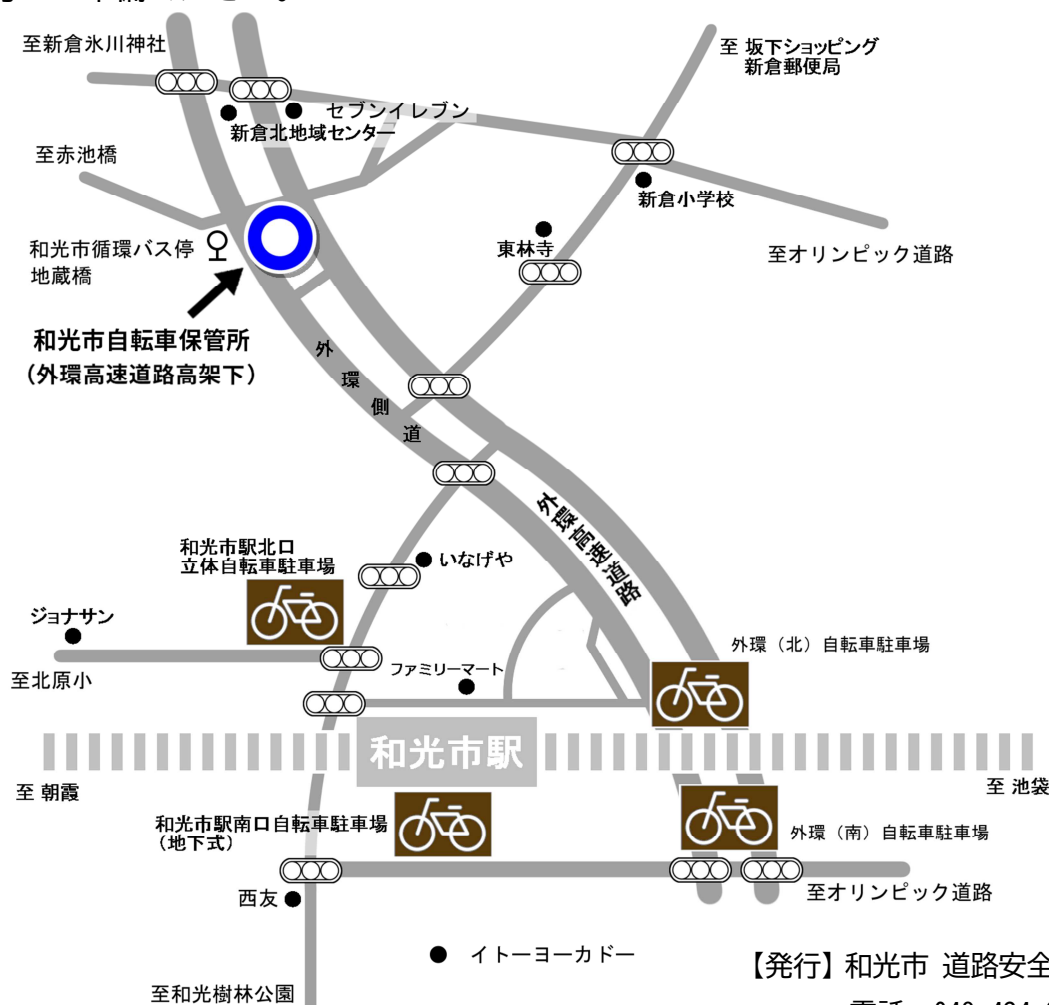 至新倉氷川神社
至 坂下ショッピング
新倉郵便局
セブンイレブン
新倉北地域センター
至赤池橋
新倉小学校
和光市循環バス停
地蔵橋
東林寺
至オリンピック道路
和光市自転車保管所
（外環高速道路高架下）
外環側道
外環高速道路
和光市駅北口
立体自転車駐車場
いなげや
ジョナサン
外環（北）自転車駐車場
ファミリーマート
至北原小
和光市駅
至 朝霞
至 池袋
和光市駅南口自転車駐車場
（地下式）
外環（南）自転車駐車場
西友
至オリンピック道路
イトーヨーカドー
【発行】和光市 道路安全
至和光樹林公園